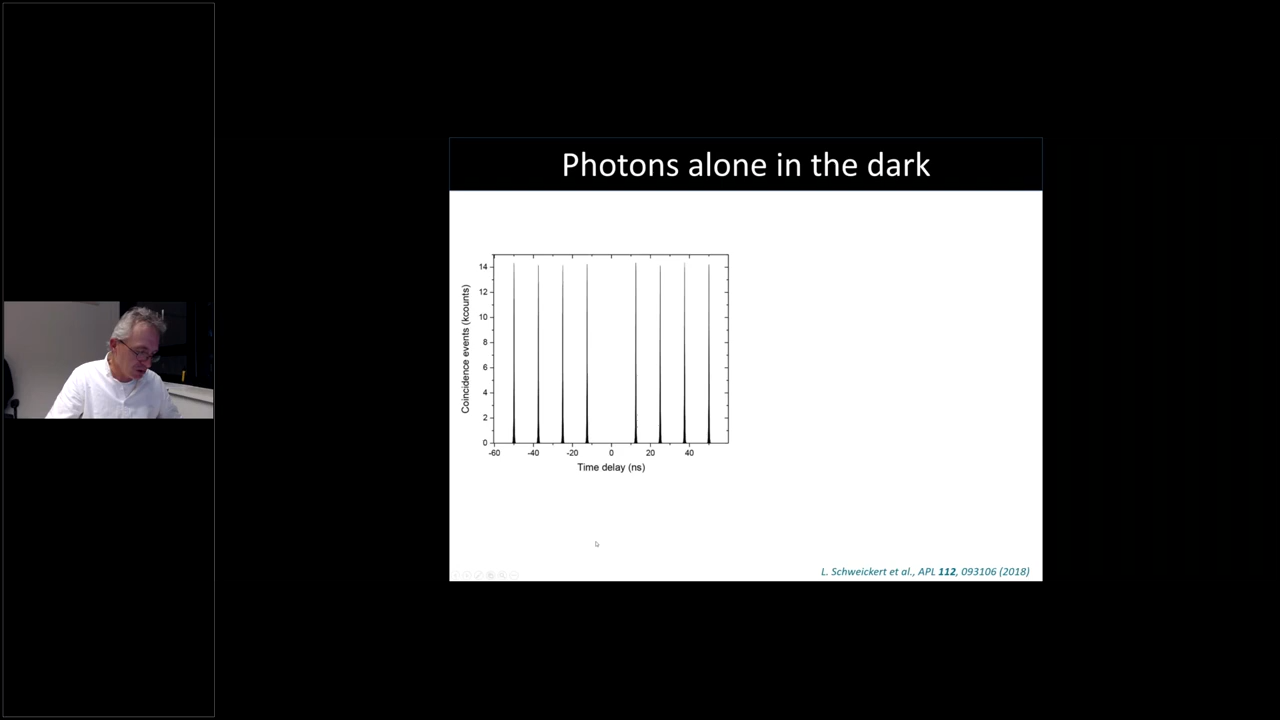 Photons alone in the dark
14
12
10
8
6
4
2
0
Coincidence events (kcounts)
-60 -40 -20 0 20 40
Time delay (ns)
L. Schweickert et al., APL 112, 093106 (2018)